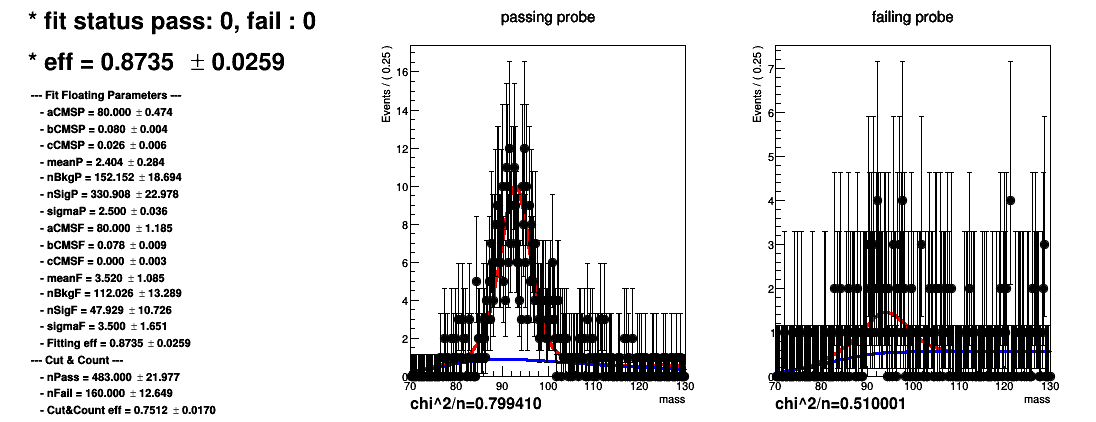 * fit status pass: 0, fail : 0
* eff = 0.8735 ± 0.0259
--- Fit Floating Parameters ---
- aCMSP = 80.000 ± 0.474
- bCMSP = 0.080 ± 0.004
- cCMSP = 0.026 ± 0.006
- meanP = 2.404 ± 0.284
- nBkgP = 152.152 ± 18.694
- nSigP = 330.908 ± 22.978
- sigmaP = 2.500 ± 0.036
- aCMSF = 80.000 ± 1.185
- bCMSF = 0.078 ± 0.009
- cCMSF = 0.000 ± 0.003
- meanF = 3.520 ± 1.085
- nBkgF = 112.026 ± 13.289
- nSigF = 47.929 ± 10.726
- sigmaF = 3.500 ± 1.651
- Fitting eff = 0.8735 ± 0.0259
--- Cut & Count ---
- nPass = 483.000 ± 21.977
- nFail = 160.000 ± 12.649
- Cut&Count eff = 0.7512 ± 0.0170
passing probe
Events / ( 0.25 )
16
14
12
10
8
6
4
2
0
70 80 90 100 110 120 130
mass
chi^2/n=0.799410
failing probe
Events / ( 0.25 )
7
6
5
4
3
2
1
0
70 80 90 100 110 120 130
mass
chi^2/n=0.510001